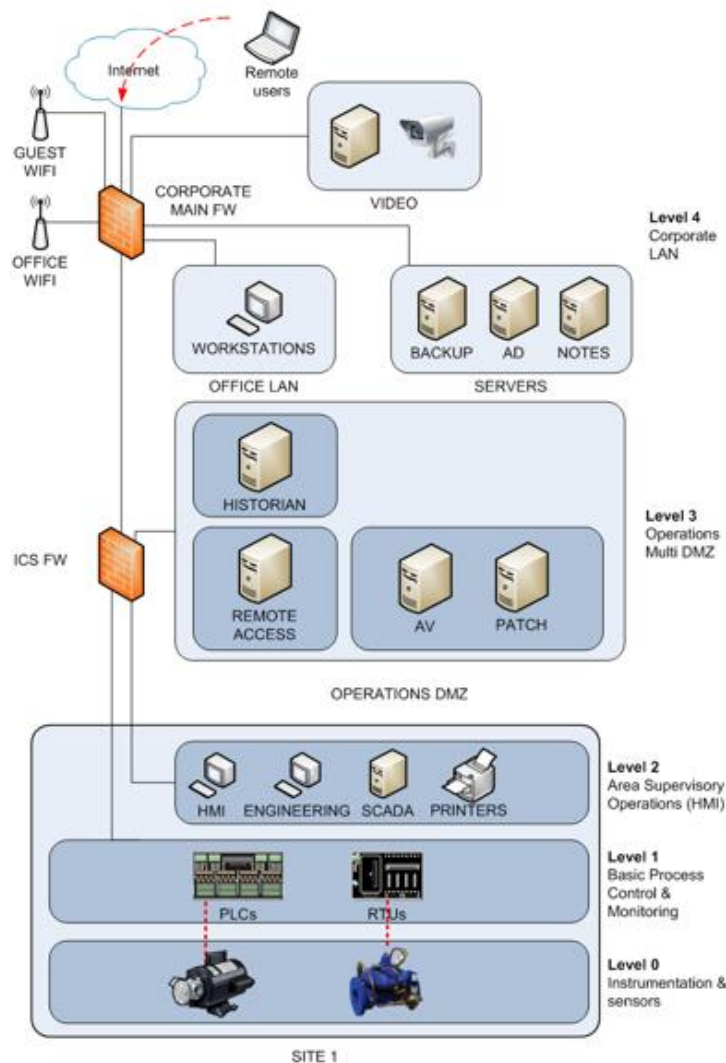 Internet
Remote
users
GUEST
WIFI
VIDEO
CORPORATE
MAIN FW
OFFICE
WIFI
Level 4
Corporate
LAN
WORKSTATIONS
OFFICE LAN
BACKUP
AD
NOTES
SERVERS
HISTORIAN
Level 3
Operations
Multi DMZ
ICS FW
REMOTE
ACCESS
AV
PATCH
OPERATIONS DMZ
HMI
ENGINEERING
SCADA
PRINTERS
Level 2
Area Supervisory
Operations (HMI)
PLCs
RTUs
Level 1
Basic Process
Control &
Monitoring
Level 0
Instrumentation &
sensors
SITE 1